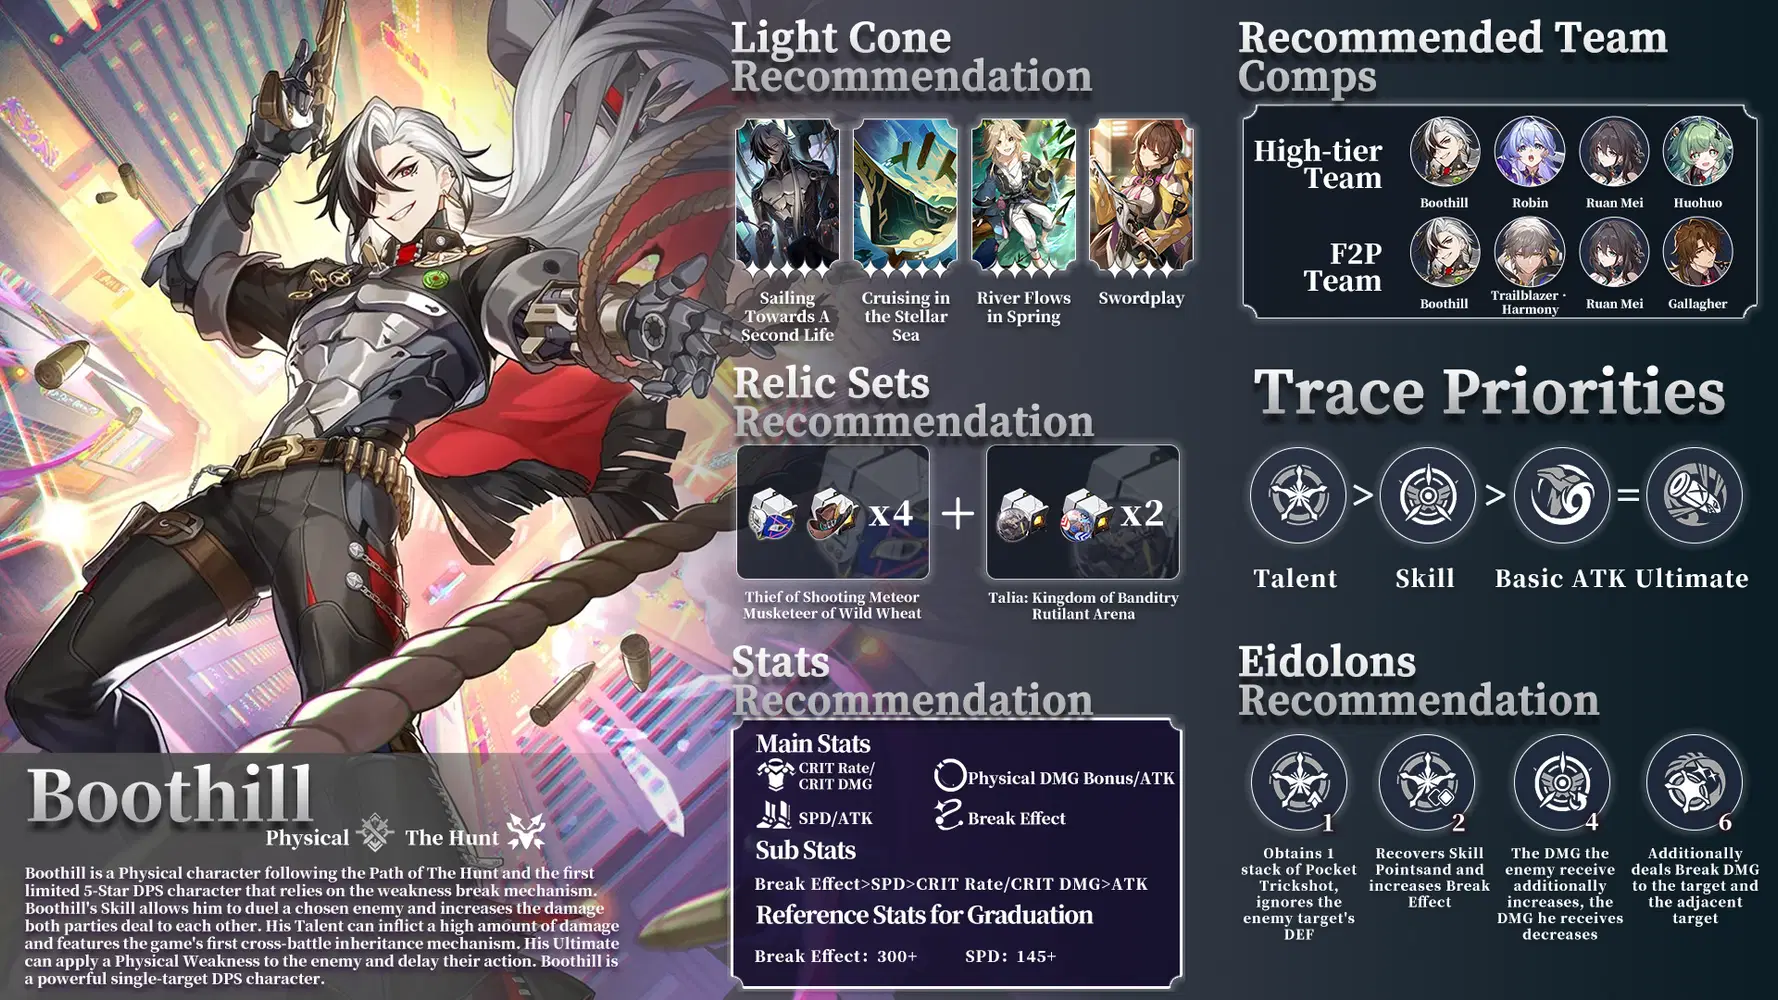 Light Cone
Recommendation
Sailing
Towards A
Second Life
Cruising in
the Stellar
Sea
River Flows
in Spring
Swordplay
Relic Sets
Recommendation
x4
+
x2
Thief of Shooting Meteor
Musketeer of Wild Wheat
Talia: Kingdom of Banditry
Rutilant Arena
Stats
Recommendation
Main Stats
CRIT Rate/
CRIT DMG
Physical DMG Bonus/ATK
SPD/ATK
Break Effect
Sub Stats
Break Effect>SPD>CRIT Rate/CRIT DMG>ATK
Reference Stats for Graduation
Break Effect: 300+
SPD: 145+
Recommended Team
Comps
High-tier
Team
Boothill
Robin
Ruan Mei
Huohuo
F2P
Team
Boothill
Trailblazer ·
Harmony
Ruan Mei
Gallagher
Trace Priorities
> > =
Talent
Skill
Basic ATK
Ultimate
Eidolons
Recommendation
1
2
4
6
Obtains 1
stack of Pocket
Trickshot,
ignores the
enemy target's
DEF
Recovers Skill
Pointsand and
increases Break
Effect
The DMG the
enemy receive
additionally
increases, the
DMG he receives
decreases
Additionally
deals Break DMG
to the target and
the adjacent
target
Boothill
Physical
The Hunt
Boothill is a Physical character following the Path of The Hunt and the first
limited 5-Star DPS character that relies on the weakness break mechanism.
Boothill's Skill allows him to duel a chosen enemy and increases the damage
both parties deal to each other. His Talent can inflict a high amount of damage
and features the game's first cross-battle inheritance mechanism. His Ultimate
can apply a Physical Weakness to the enemy and delay their action. Boothill is
a powerful single-target DPS character.